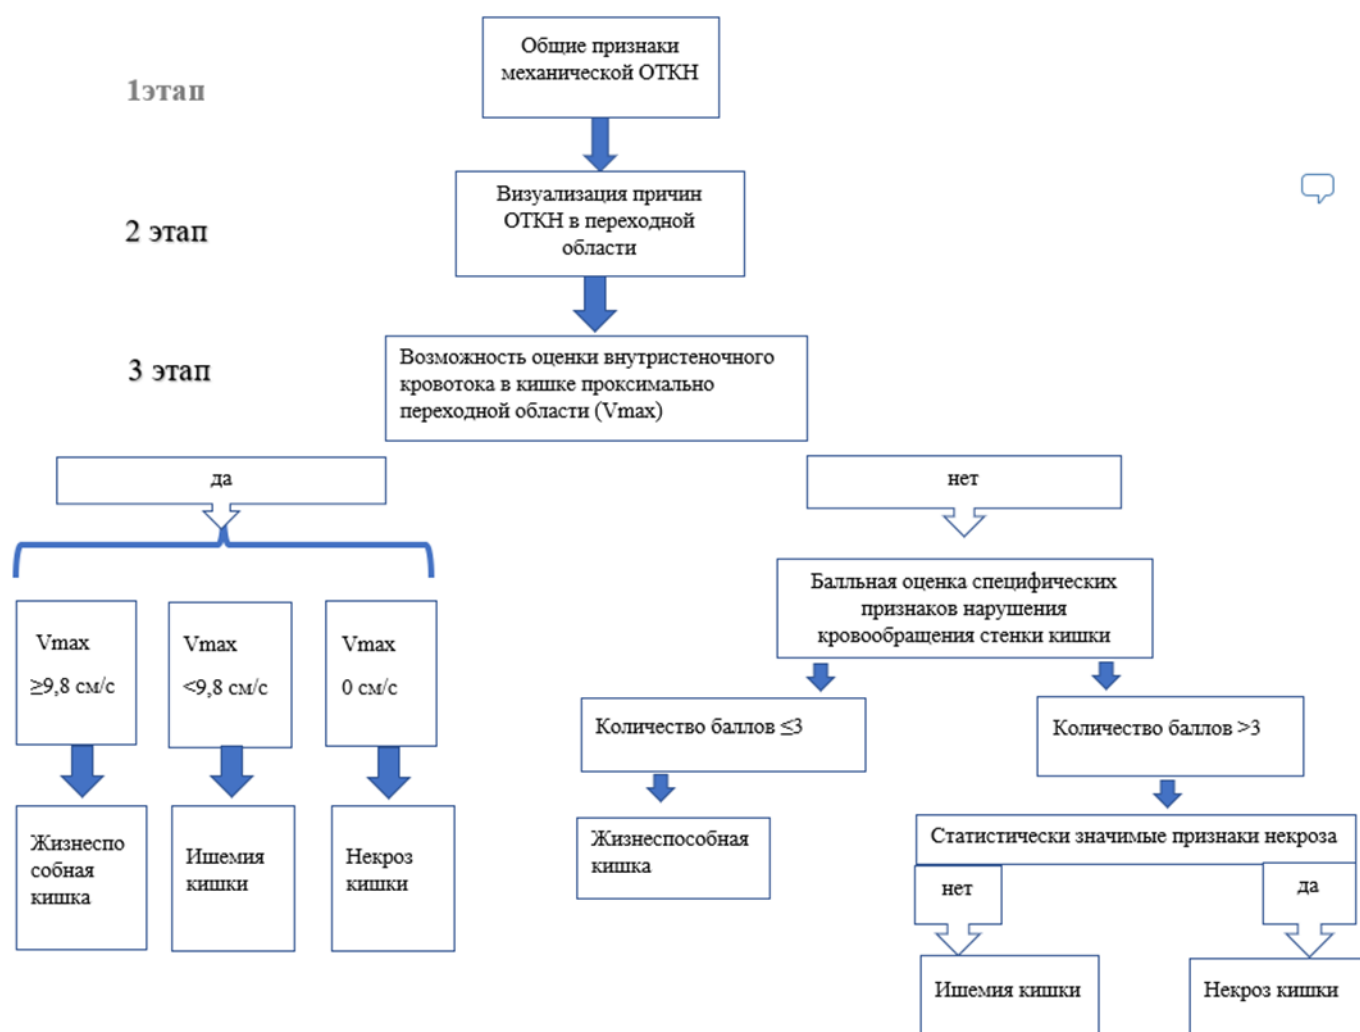 Общие признаки
механической ОТКН
1этап
Визуализация причин
ОТКН в переходной
области
2 этап
Возможность оценки внутристеночного
кровотока в кишке проксимально
переходной области (Vmax)
3 этап
да
нет
Балльная оценка специфических
признаков нарушения
кровообращения стенки кишки
Vmax
≥9,8 см/с
Vmax
<9,8 см/с
Vmax
0 см/с
Количество баллов ≤3
Количество баллов >3
Жизнеспо
собная
кишка
Ишемия
кишки
Некроз
кишки
Жизнеспособная
кишка
Статистически значимые признаки некроза
нет
да
Ишемия кишки
Некроз кишки